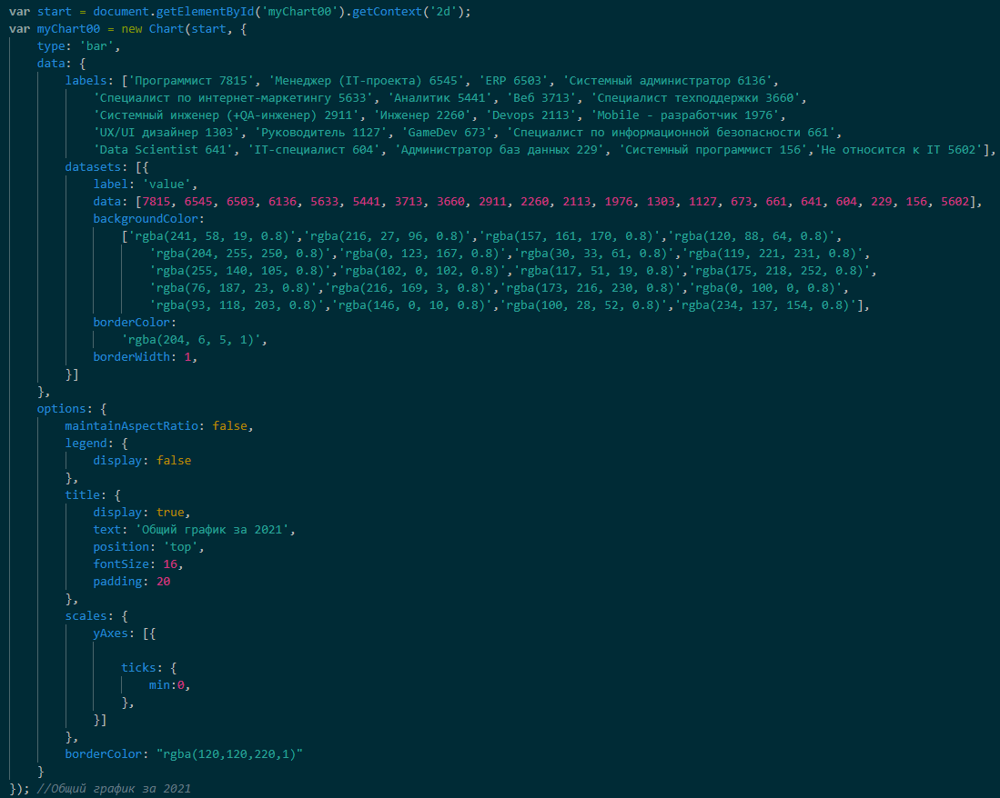 var start = document.getElementById('myChart00').getContext('2d');
var myChart00 = new Chart(start, {
    type: 'bar',
    data: {
        labels: ['Программист 7815', 'Менеджер (IT-проекта) 6545', 'ERP 6503', 'Системный администратор 6136',
            'Специалист по интернет-маркетингу 5633', 'Аналитик 5441', 'Веб 3713', 'Специалист техподдержки 3660',
            'Системный инженер (+QA-инженер) 2911', 'Инженер 2260', 'Devops 2113', 'Mobile - разработчик 1976',
            'UX/UI дизайнер 1303', 'Руководитель 1127', 'GameDev 673', 'Специалист по информационной безопасности 661',
            'Data Scientist 641', 'IT-специалист 604', 'Администратор баз данных 229', 'Системный программист 156','Не относится к IT 5602'],
        datasets: [{
            label: 'value',
            data: [7815, 6545, 6503, 6136, 5633, 5441, 3713, 3660, 2911, 2260, 2113, 1976, 1303, 1127, 673, 661, 641, 604, 229, 156, 5602],
            backgroundColor:
                ['rgba(241, 58, 19, 0.8)','rgba(216, 27, 96, 0.8)','rgba(157, 161, 170, 0.8)','rgba(120, 88, 64, 0.8)',
                    'rgba(204, 255, 250, 0.8)','rgba(0, 123, 167, 0.8)','rgba(30, 33, 61, 0.8)','rgba(119, 221, 231, 0.8)',
                    'rgba(255, 140, 105, 0.8)','rgba(102, 0, 102, 0.8)','rgba(117, 51, 19, 0.8)','rgba(175, 218, 252, 0.8)',
                    'rgba(76, 187, 23, 0.8)','rgba(216, 169, 3, 0.8)','rgba(173, 216, 230, 0.8)','rgba(0, 100, 0, 0.8)',
                    'rgba(93, 118, 203, 0.8)','rgba(146, 0, 10, 0.8)','rgba(100, 28, 52, 0.8)','rgba(234, 137, 154, 0.8)'],
            borderColor:
                'rgba(204, 6, 5, 1)',
            borderWidth: 1,
        }]
    },
    options: {
        maintainAspectRatio: false,
        legend: {
            display: false
        },
        title: {
            display: true,
            text: 'Общий график за 2021',
            position: 'top',
            fontSize: 16,
            padding: 20
        },
        scales: {
            yAxes: [{

                ticks: {
                    min:0,
                },
            }]
        },
        borderColor: "rgba(120,120,220,1)"
    }
}); //Общий график за 2021